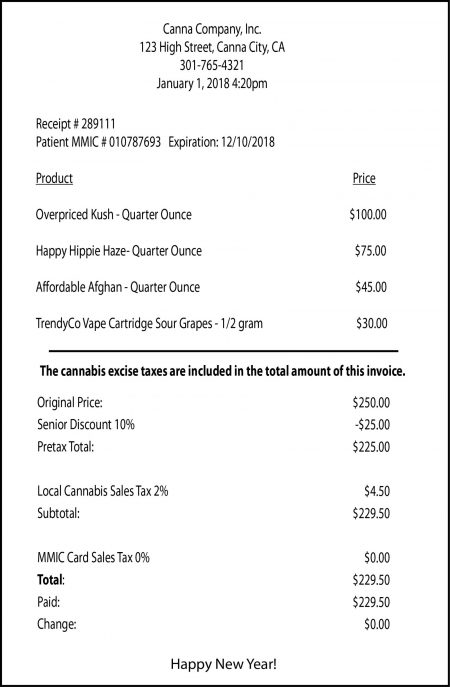 Canna Company, Inc.
123 High Street, Canna City, CA
301-765-4321
January 1, 2018 4:20pm
Receipt # 289111
Patient MMIC # 010787693 Expiration: 12/10/2018
Product Price
Overpriced Kush - Quarter Ounce $100.00
Happy Hippie Haze- Quarter Ounce $75.00
Affordable Afghan - Quarter Ounce $45.00
TrendyCo Vape Cartridge Sour Grapes - 1/2 gram $30.00
The cannabis excise taxes are included in the total amount of this invoice.
Original Price: $250.00
Senior Discount 10% -$25.00
Pretax Total: $225.00
Local Cannabis Sales Tax 2% $4.50
Subtotal: $229.50
MMIC Card Sales Tax 0% $0.00
Total: $229.50
Paid: $229.50
Change: $0.00
Happy New Year!